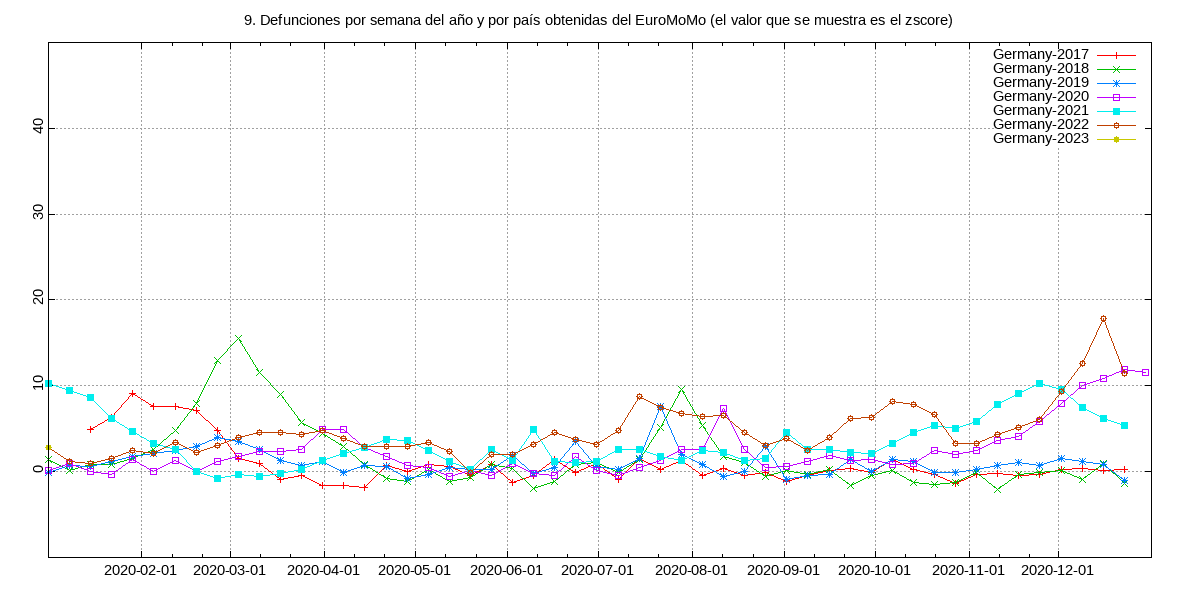 9. Defunciones por semana del año y por país obtenidas del EuroMoMo (el valor que se muestra es el zscore)
Germany-2017
Germany-2018
Germany-2019
Germany-2020
Germany-2021
Germany-2022
Germany-2023
40
30
20
10
0
2020-02-01 2020-03-01 2020-04-01 2020-05-01 2020-06-01 2020-07-01 2020-08-01 2020-09-01 2020-10-01 2020-11-01 2020-12-01